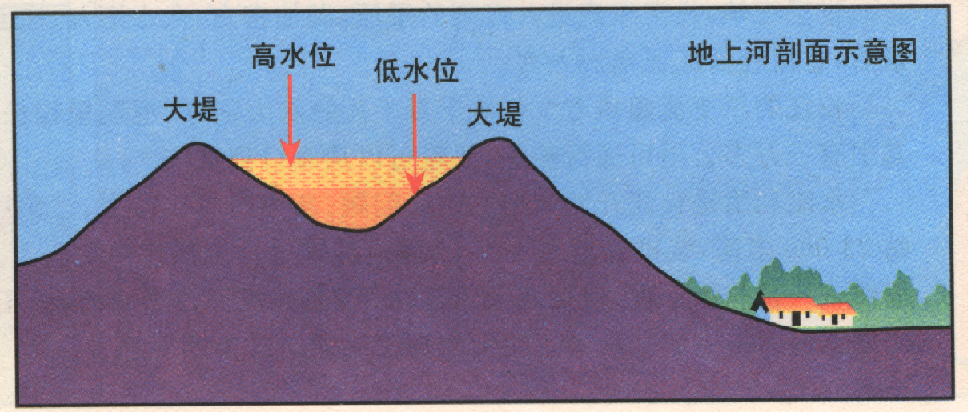 地上河剖面示意图
高水位
低水位
大堤
大堤